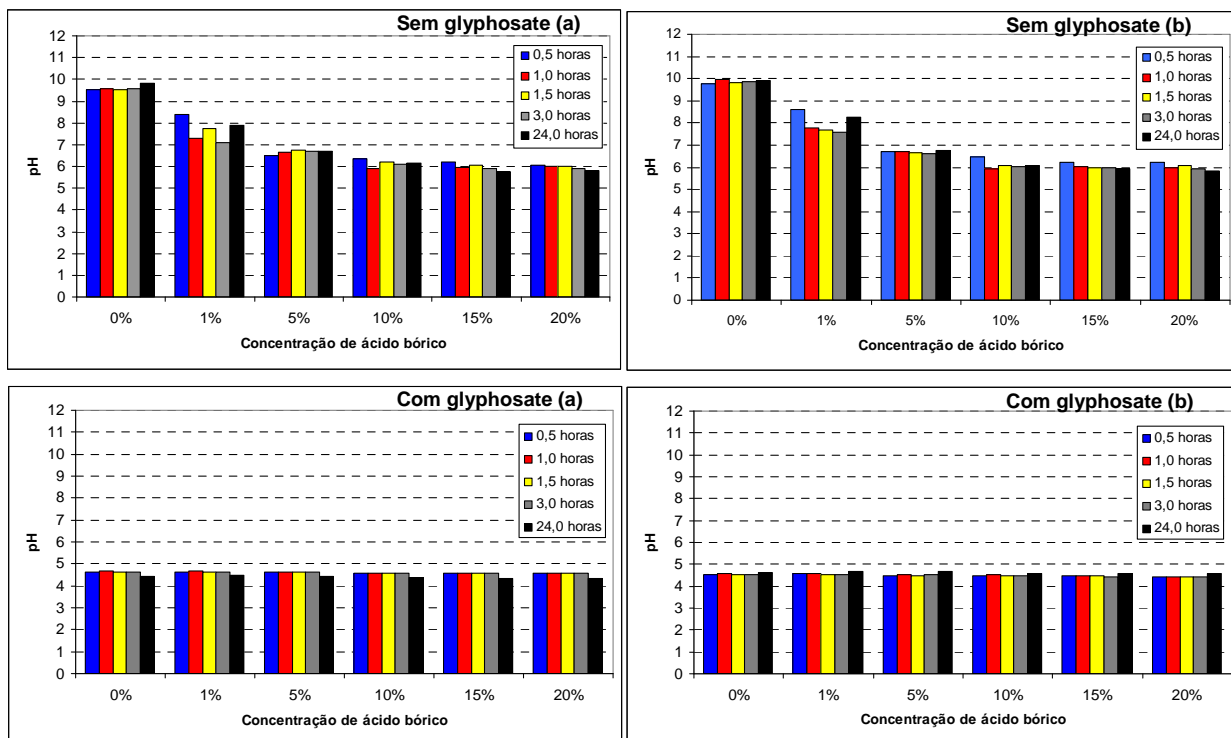 Sem glyphosate (a)
12
11
10
9
8
7
6
5
4
3
2
1
0
pH
0,5 horas
1,0 horas
1,5 horas
3,0 horas
24,0 horas
0% 1% 5% 10% 15% 20%
Concentração de ácido bórico
Sem glyphosate (b)
12
11
10
9
8
7
6
5
4
3
2
1
0
pH
0,5 horas
1,0 horas
1,5 horas
3,0 horas
24,0 horas
0% 1% 5% 10% 15% 20%
Concentração de ácido bórico
Com glyphosate (a)
12
11
10
9
8
7
6
5
4
3
2
1
0
pH
0,5 horas
1,0 horas
1,5 horas
3,0 horas
24,0 horas
0% 1% 5% 10% 15% 20%
Concentração de ácido bórico
Com glyphosate (b)
12
11
10
9
8
7
6
5
4
3
2
1
0
pH
0,5 horas
1,0 horas
1,5 horas
3,0 horas
24,0 horas
0% 1% 5% 10% 15% 20%
Concentração de ácido bórico